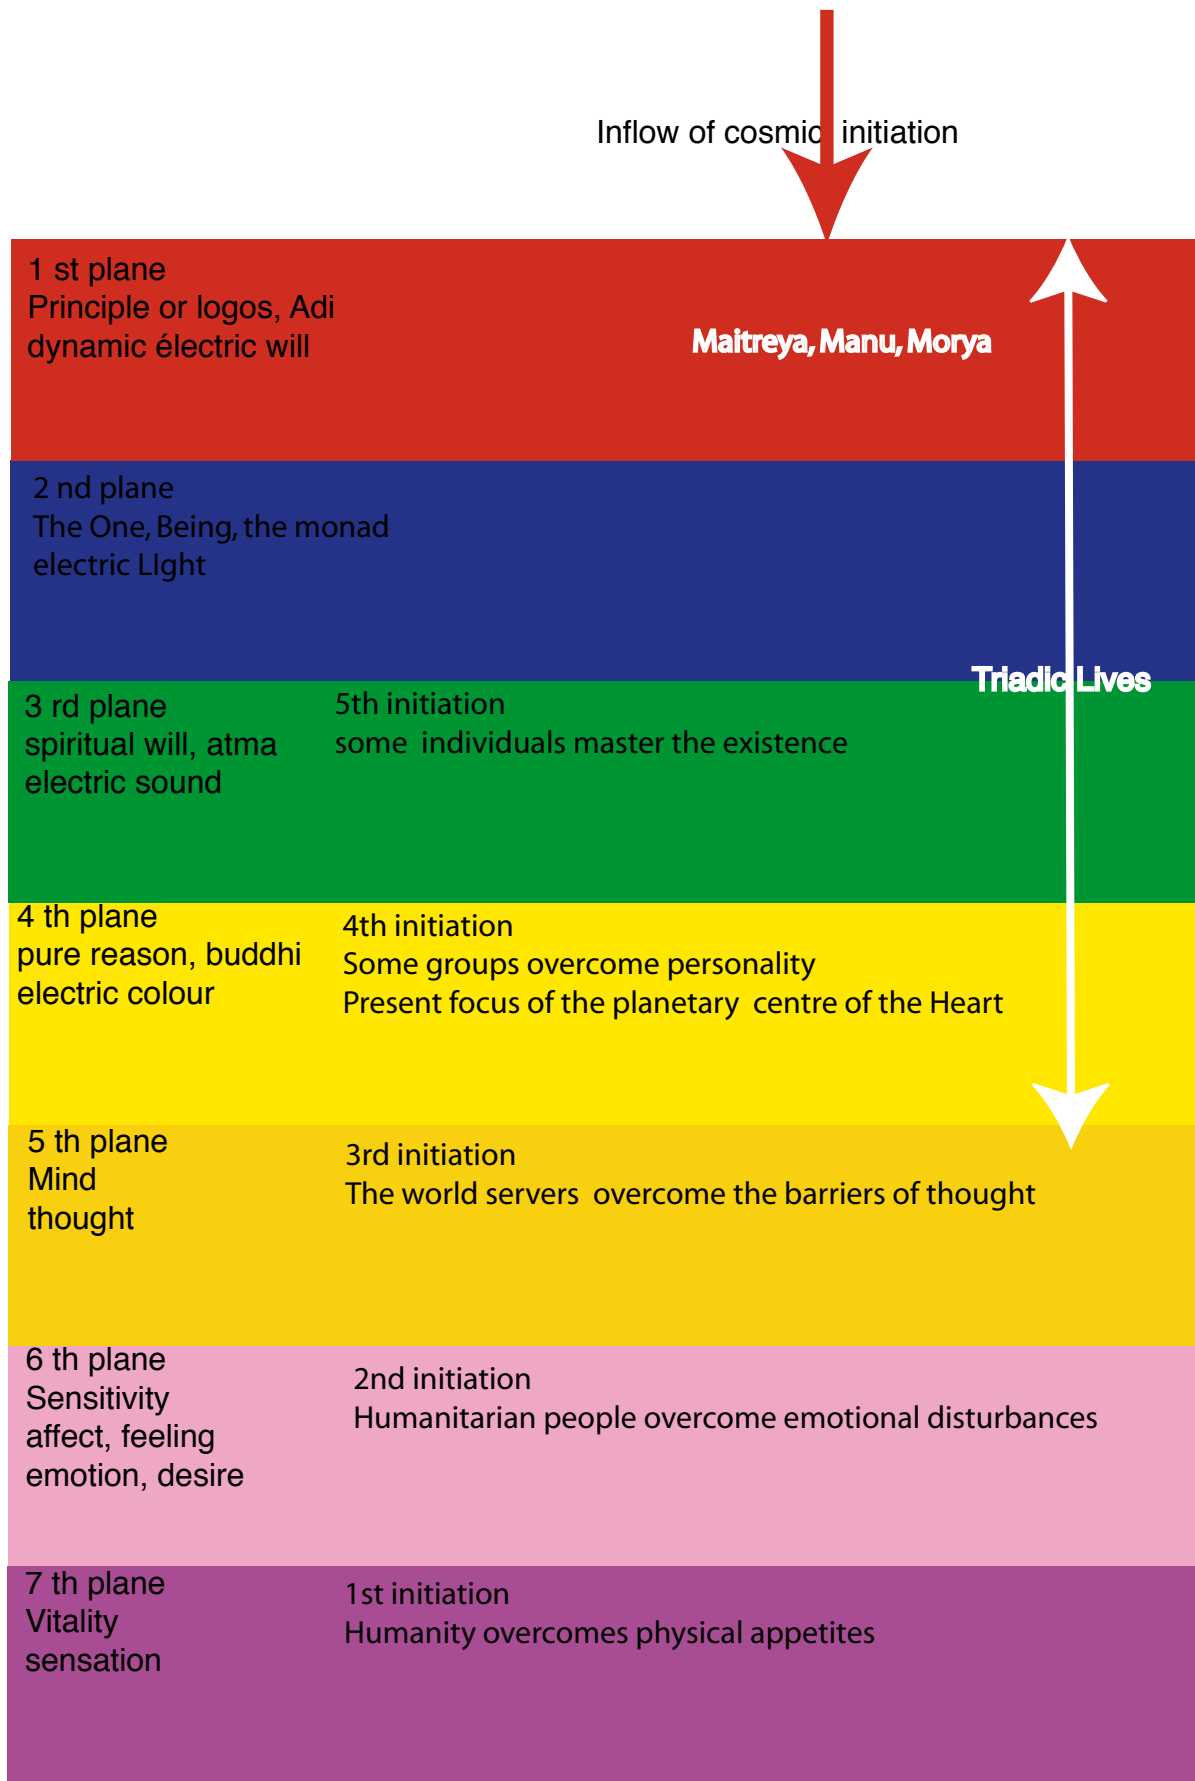 Inflow of cosmic initiation
1 st plane
Principle or logos, Adi
dynamic électric will
Maitreya, Manu, Morya
2 nd plane
The One, Being, the monad
electric LIght
Triadic Lives
3 rd plane
spiritual will, atma
electric sound
5th initiation
some individuals master the existence
4 th plane
pure reason, buddhi
electric colour
4th initiation
Some groups overcome personality
Present focus of the planetary centre of the Heart
5 th plane
Mind
thought
3rd initiation
The world servers overcome the barriers of thought
6 th plane
Sensitivity
affect, feeling
emotion, desire
2nd initiation
Humanitarian people overcome emotional disturbances
7 th plane
Vitality
sensation
1st initiation
Humanity overcomes physical appetites